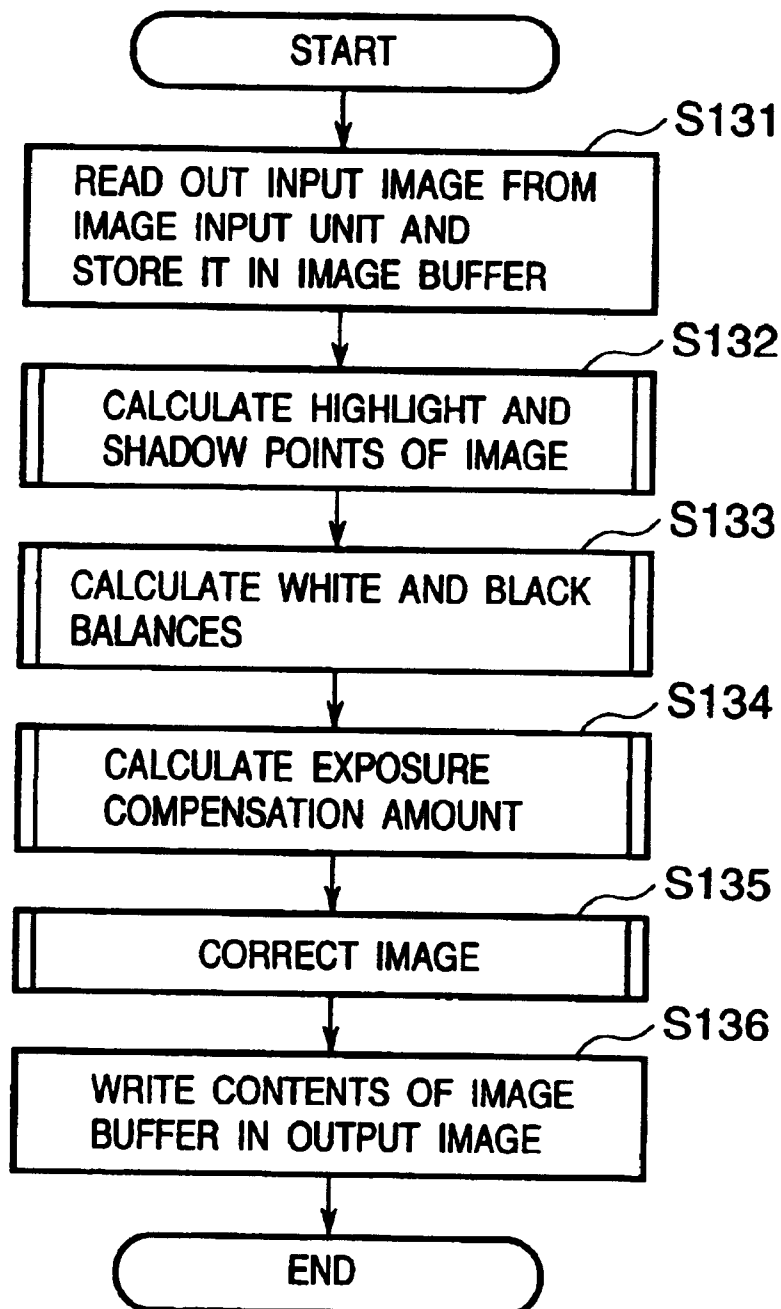 START
S131
READ OUT INPUT IMAGE FROM
IMAGE INPUT UNIT AND
STORE IT IN IMAGE BUFFER
S132
CALCULATE HIGHLIGHT AND
SHADOW POINTS OF IMAGE
S133
CALCULATE WHITE AND BLACK
BALANCES
S134
CALCULATE EXPOSURE
COMPENSATION AMOUNT
S135
CORRECT IMAGE
S136
WRITE CONTENTS OF IMAGE
BUFFER IN OUTPUT IMAGE
END